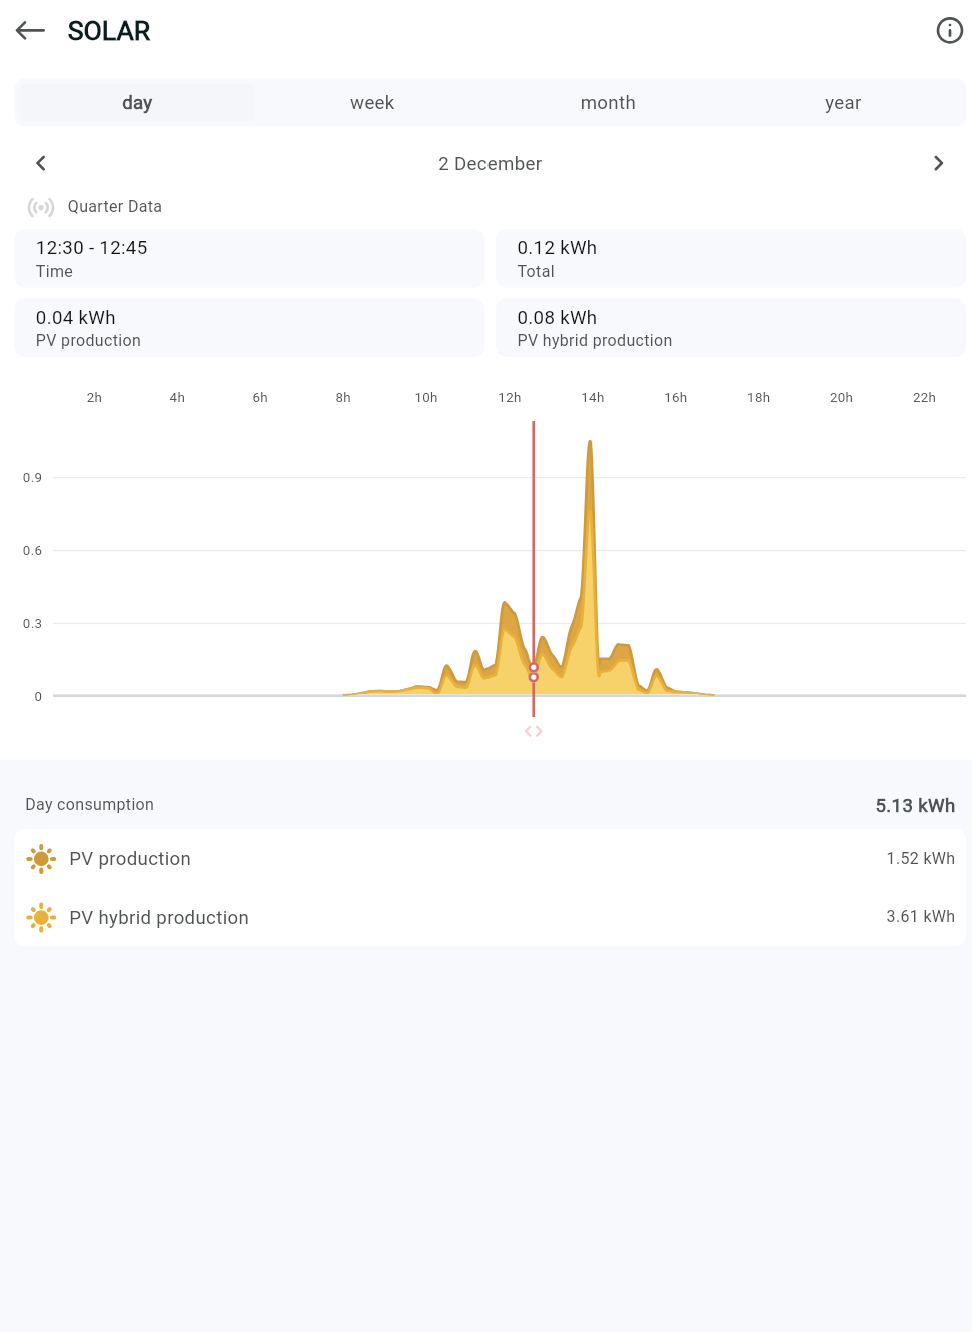 SOLAR
day week month year
2 December
Quarter Data
12:30 - 12:45
Time
0.12 kWh
Total
0.04 kWh
PV production
0.08 kWh
PV hybrid production
2h 4h 6h 8h 10h 12h 14h 16h 18h 20h 22h
0.9
0.6
0.3
0
Day consumption 5.13 kWh
PV production 1.52 kWh
PV hybrid production 3.61 kWh